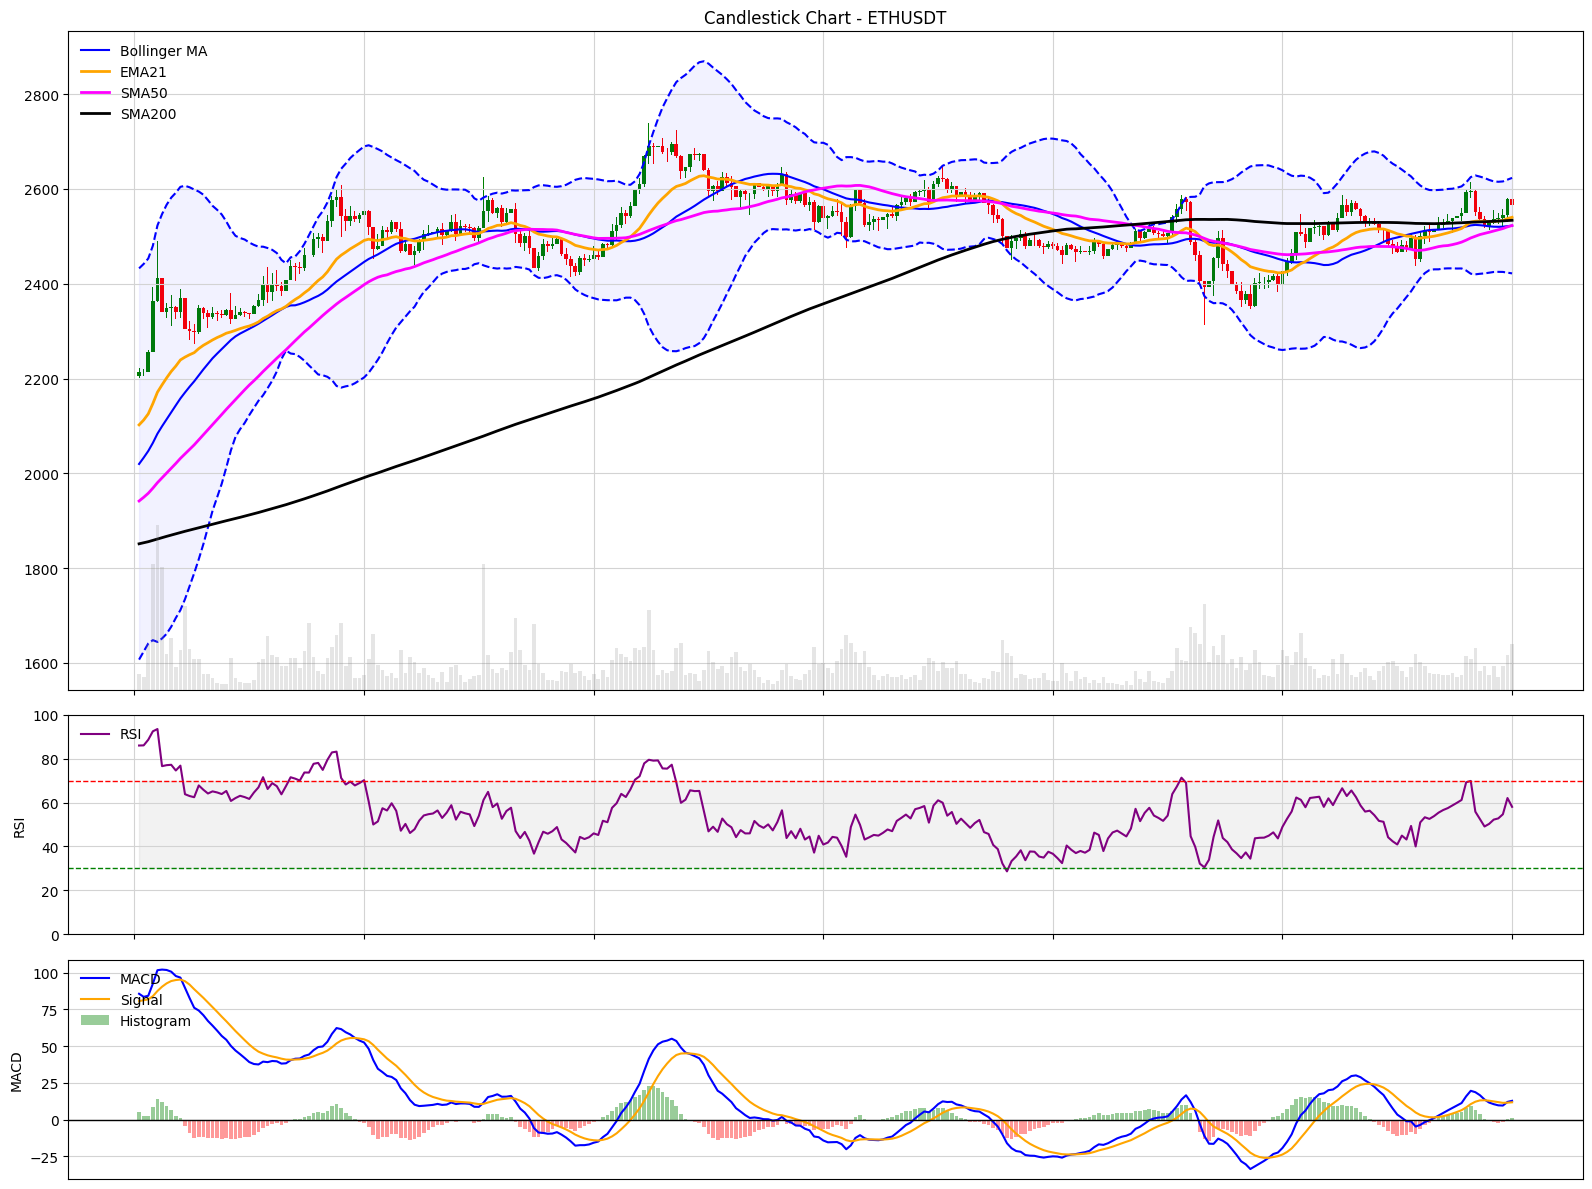 Candlestick Chart - ETHUSDT
Bollinger MA
EMA21
SMA50
SMA200
2800
2600
2400
2200
2000
1800
1600
RSI
100
80
60
40
20
0
RSI
MACD
Signal
Histogram
100
75
50
25
0
−25
MACD